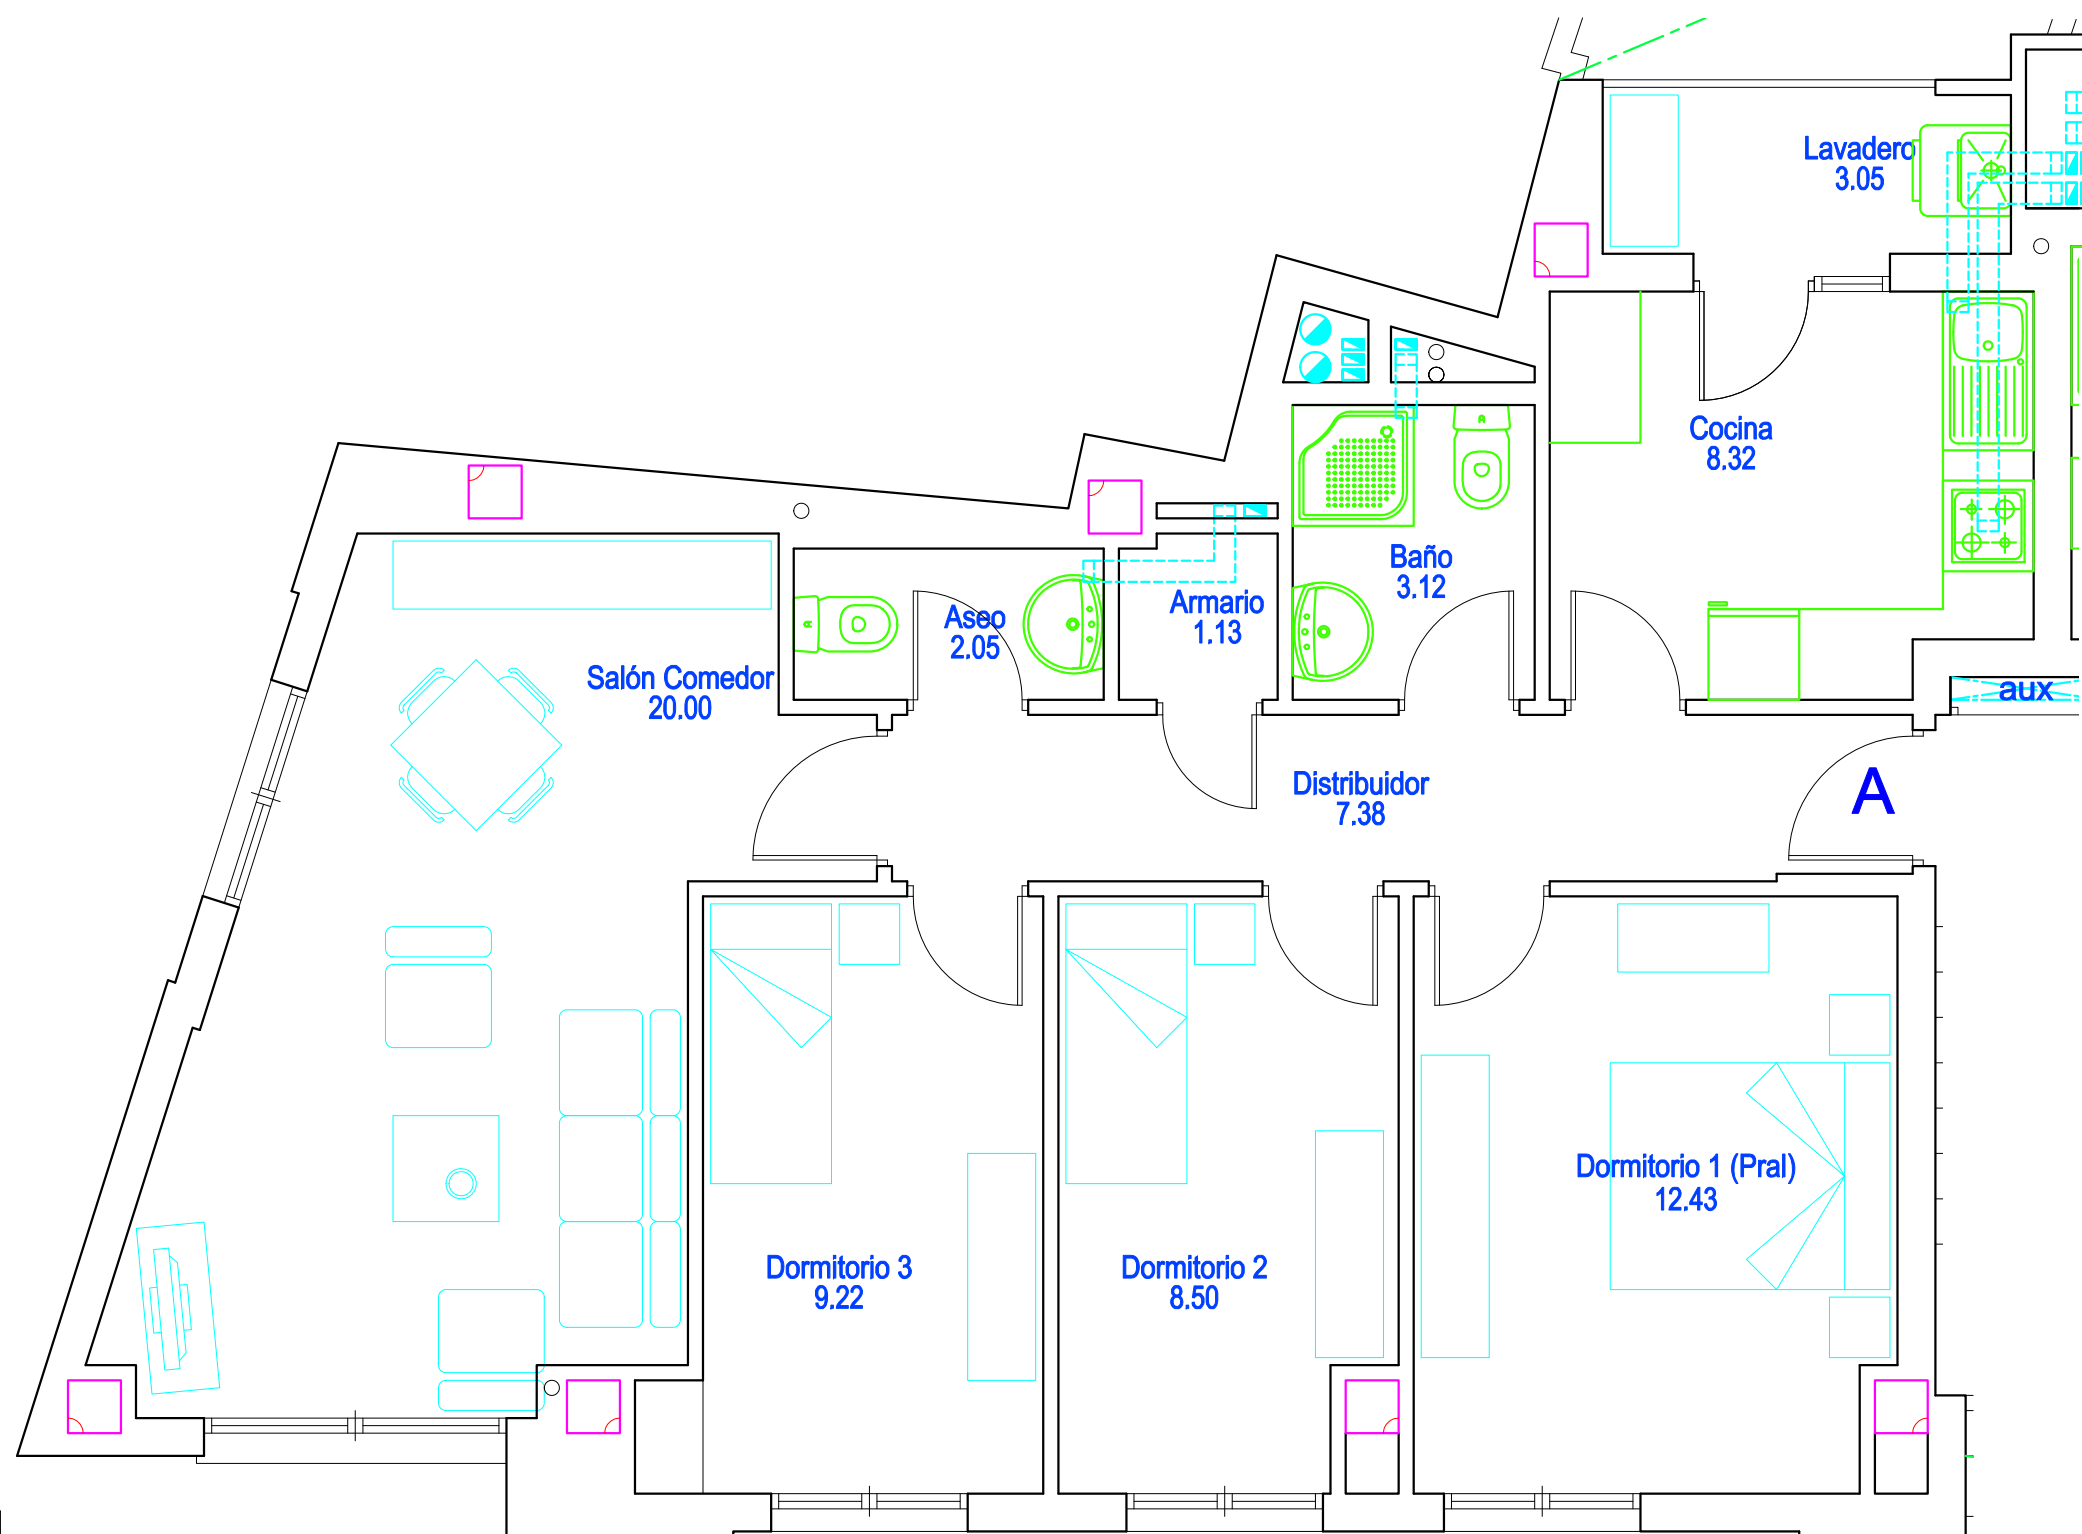 Lavadero
3.05
Cocina
8.32
Baño
3.12
Armario
1.13
Aseo
2.05
Salón Comedor
20.00
aux
Distribuidor
7.38
A
Dormitorio 1 (Pral)
12.43
Dormitorio 3
9.22
Dormitorio 2
8.50